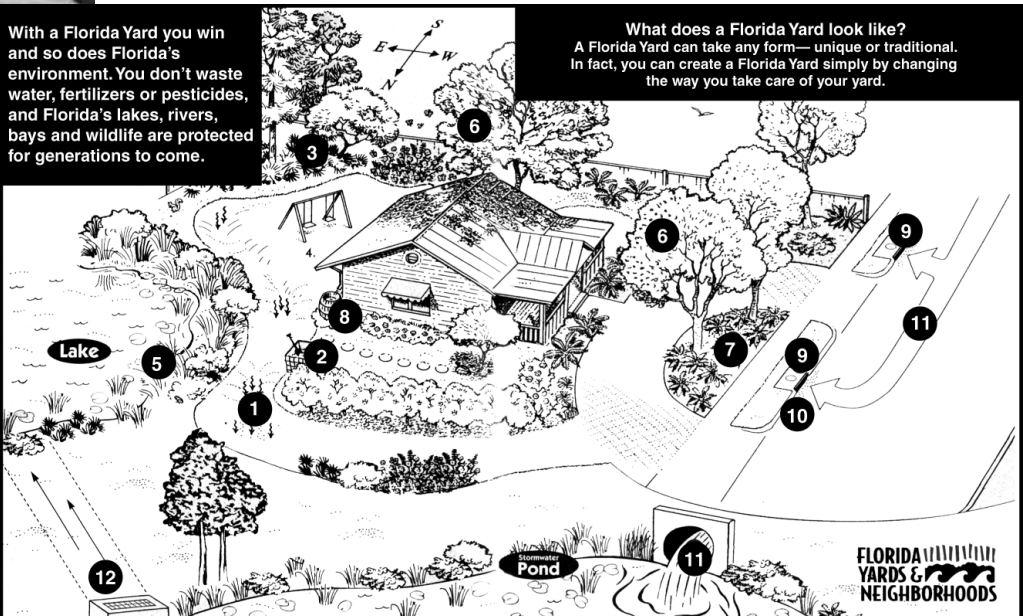 With a Florida Yard you win
and so does Florida's
environment. You don't waste
water, fertilizers or pesticides,
and Florida's lakes, rivers,
bays and wildlife are protected
for generations to come.
What does a Florida Yard look like?
A Florida Yard can take any form— unique or traditional.
In fact, you can create a Florida Yard simply by changing
the way you take care of your yard.
S
E W
N
6
3
6
9
4.
11
8
Lake
5
2
7
9
1
10
Stormwater
Pond
11
12
FLORIDA
YARDS &
NEIGHBORHOODS